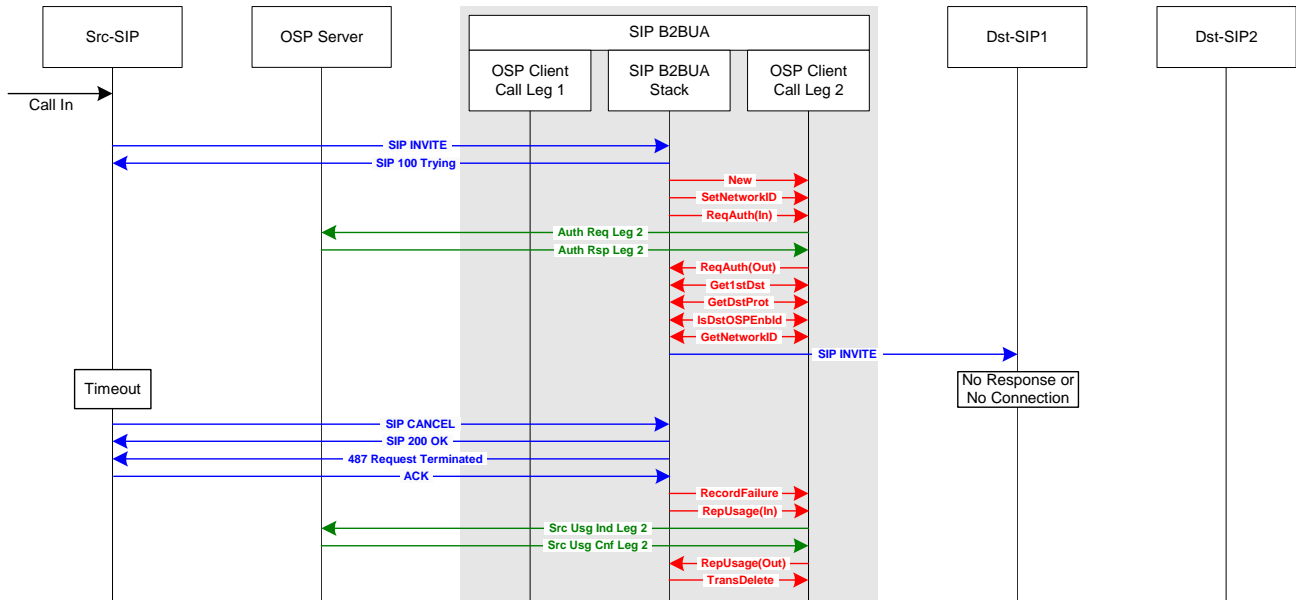 Src-SIP
OSP Server
SIP B2BUA
Dst-SIP1
Dst-SIP2
OSP Client
Call Leg 1
SIP B2BUA
Stack
OSP Client
Call Leg 2
Call In
SIP INVITE
SIP 100 Trying
New
SetNetworkID
ReqAuth(In)
Auth Req Leg 2
Auth Rsp Leg 2
ReqAuth(Out)
Get1stDst
GetDstProt
IsDstOSPEnbld
GetNetworkID
SIP INVITE
Timeout
No Response or
No Connection
SIP CANCEL
SIP 200 OK
487 Request Terminated
ACK
RecordFailure
RepUsage(In)
Src Usg Ind Leg 2
Src Usg Cnf Leg 2
RepUsage(Out)
TransDelete